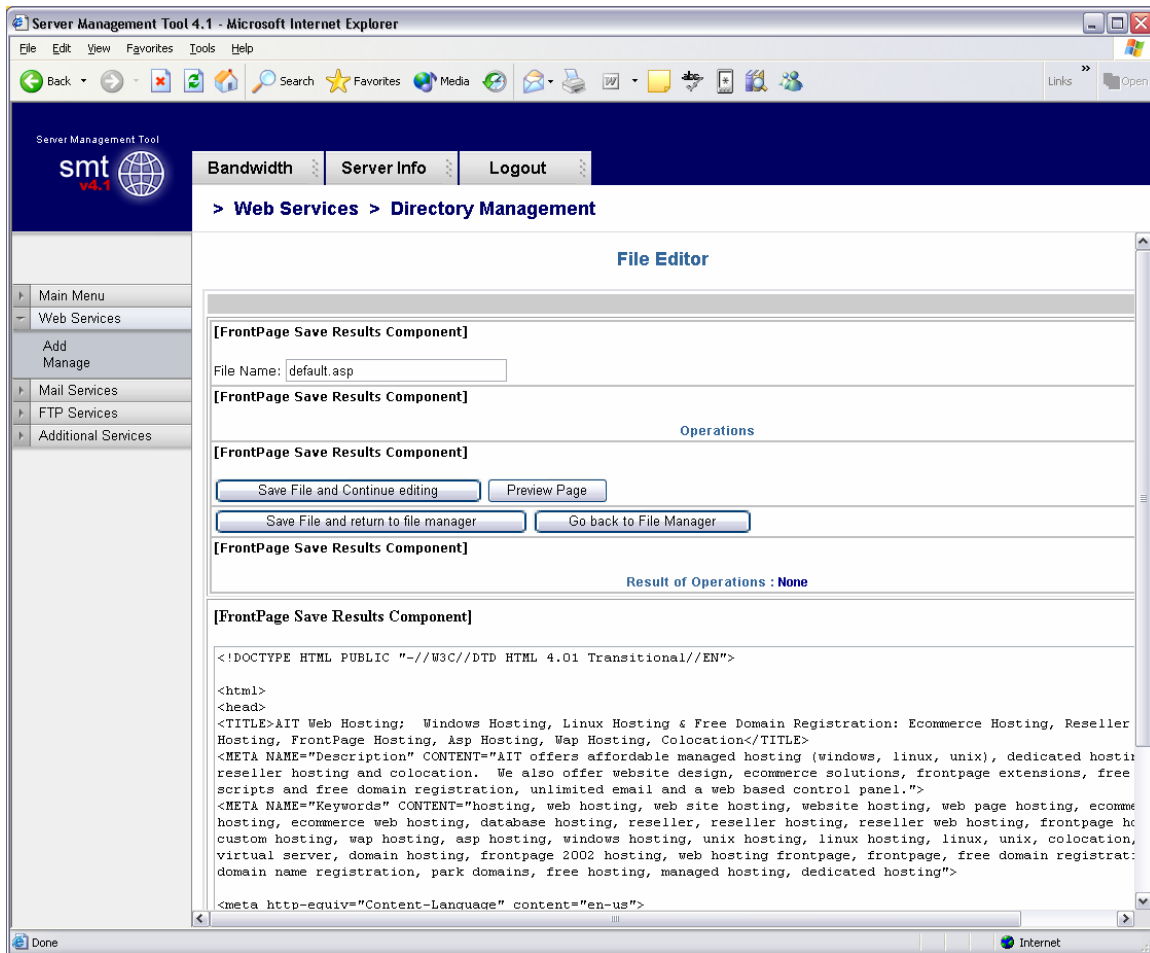 Server Management Tool 4.1 - Microsoft Internet Explorer
File Edit View Favorites Tools Help
Back Search Favorites Media Links Open
Server Management Tool
smt
v4.1
Bandwidth Server Info Logout
> Web Services > Directory Management
File Editor
Main Menu
Web Services
Add
Manage
Mail Services
FTP Services
Additional Services
[FrontPage Save Results Component]
File Name: default.asp
[FrontPage Save Results Component]
Operations
[FrontPage Save Results Component]
Save File and Continue editing Preview Page
Save File and return to file manager Go back to File Manager
[FrontPage Save Results Component]
Result of Operations : None
[FrontPage Save Results Component]
<!DOCTYPE HTML PUBLIC "-//W3C//DTD HTML 4.01 Transitional//EN">
<html>
<head>
<TITLE>AIT Web Hosting; Windows Hosting, Linux Hosting & Free Domain Registration: Ecommerce Hosting, Reseller
Hosting, FrontPage Hosting, Asp Hosting, Wap Hosting, Colocation</TITLE>
<META NAME="Description" CONTENT="AIT offers affordable managed hosting (windows, linux, unix), dedicated
reseller hosting and colocation. We also offer website design, ecommerce solutions, frontpage extensions, free
scripts and free domain registration, unlimited email and a web based control panel.">
<META NAME="Keywords" CONTENT="hosting, web hosting, web site hosting, website hosting, web page hosting,
hosting, ecommerce web hosting, database hosting, reseller, reseller hosting, reseller web hosting, frontpage
custom hosting, wap hosting, asp hosting, windows hosting, unix hosting, linux hosting, linux, unix, colocation,
virtual server, domain hosting, frontpage 2002 hosting, web hosting frontpage, frontpage, free domain
domain name registration, park domains, free hosting, managed hosting, dedicated hosting">
<meta http-equiv="Content-Language" content="en-us">
Done Internet